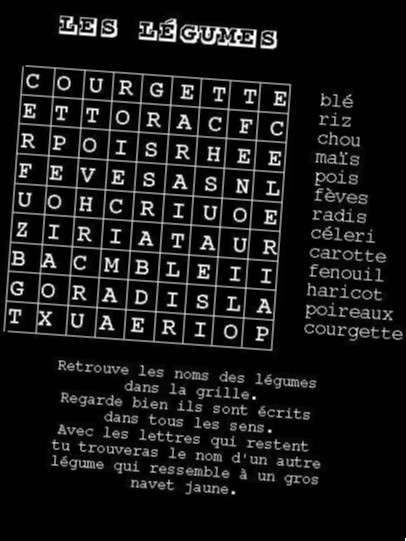 LES LÉGUMES
C O U R G E T T E
E T T O R A C F C
R P O I S R H E E
F E V E S A S N L
U O H C R I U O E
Z I R I A T A U R
B A C M B L E I I
G O R A D I S L A
T X U A E R I O P
blé
riz
chou
maïs
pois
fèves
radis
céleri
carotte
fenouil
haricot
poireaux
courgette
Retrouve les noms des légumes
dans la grille.
Regarde bien ils sont écrits
dans tous les sens.
Avec les lettres qui restent
tu trouveras le nom d'un autre
légume qui ressemble à un gros
navet jaune.